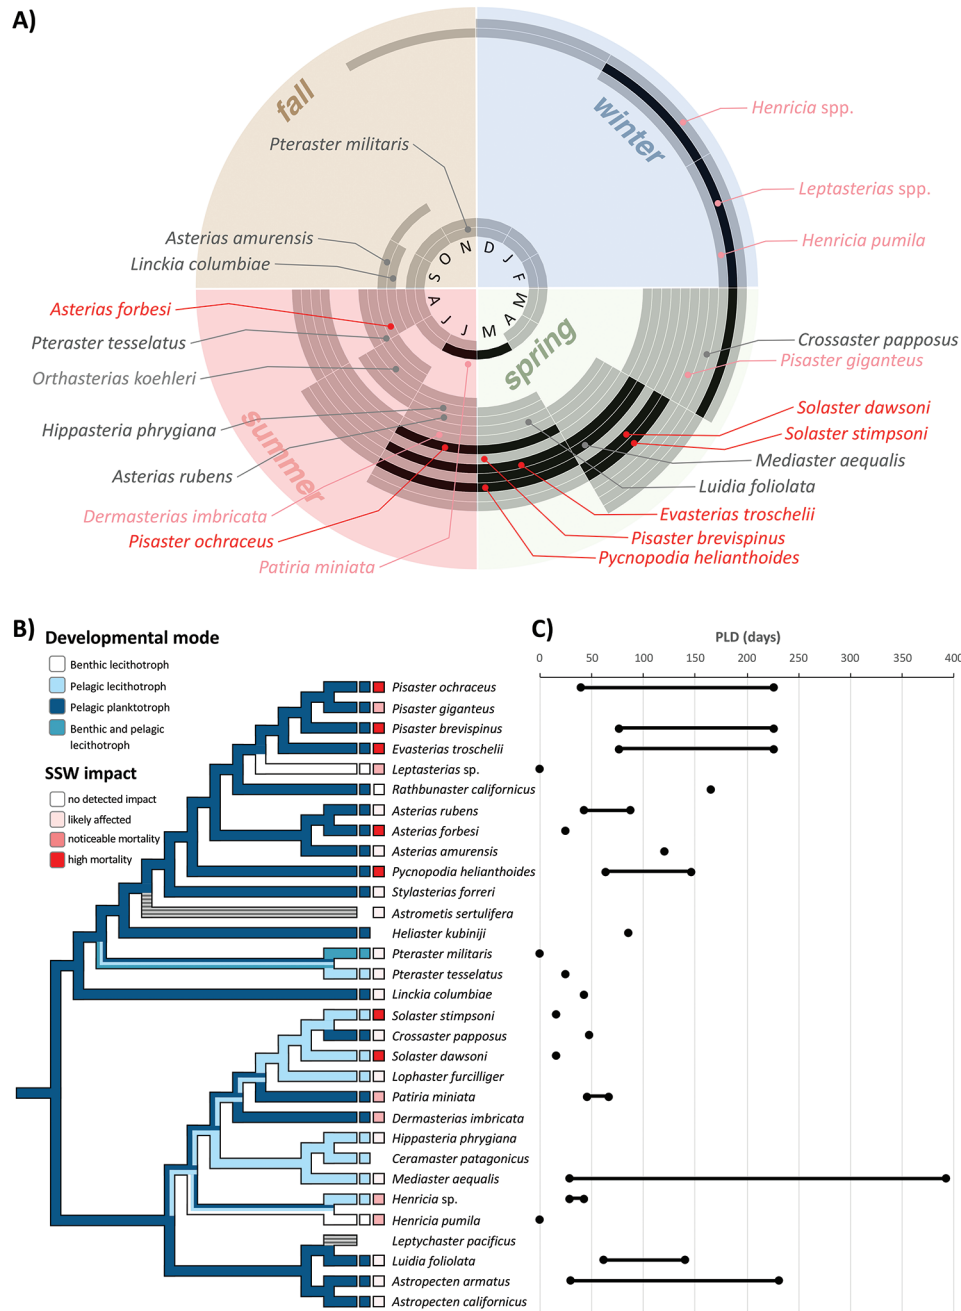 A)
fall
winter
Henricia spp.
Pteraster militaris
Leptasterias spp.
Asterias amurensis
Henricia pumila
Linckia columbiae
S O N D J F M A M J J A
Asterias forbesi
Pteraster tesselatus
Crossaster papposus
Pisaster giganteus
spring
Orthasterias koehleri
Solaster dawsoni
Hippasteria phrygiana
Solaster stimpsoni
summer
Mediaster aequalis
Asterias rubens
Luidia foliolata
Dermasterias imbricata
Evasterias troschelii
Pisaster ochraceus
Pisaster brevispinus
Patiria miniata
Pycnopodia helianthoides
B)
Developmental mode
Benthic lecithotroph
Pelagic lecithotroph
Pelagic planktotroph
Benthic and pelagic
lecithotroph
SSW impact
no detected impact
likely affected
noticeable mortality
high mortality
Pisaster ochraceus
Pisaster giganteus
Pisaster brevispinus
Evasterias troschelii
Leptasterias sp.
Rathbunaster californicus
Asterias rubens
Asterias forbesi
Asterias amurensis
Pycnopodia helianthoides
Stylasterias forreri
Astrometis sertulifera
Heliaster kubiniji
Pteraster militaris
Pteraster tesselatus
Linckia columbiae
Solaster stimpsoni
Crossaster papposus
Solaster dawsoni
Lophaster furcilliger
Patiria miniata
Dermasterias imbricata
Hippasteria phrygiana
Ceramaster patagonicus
Mediaster aequalis
Henricia sp.
Henricia pumila
Leptychaster pacificus
Luidia foliolata
Astropecten armatus
Astropecten californicus
C)
PLD (days)
0 50 100 150 200 250 300 350 400